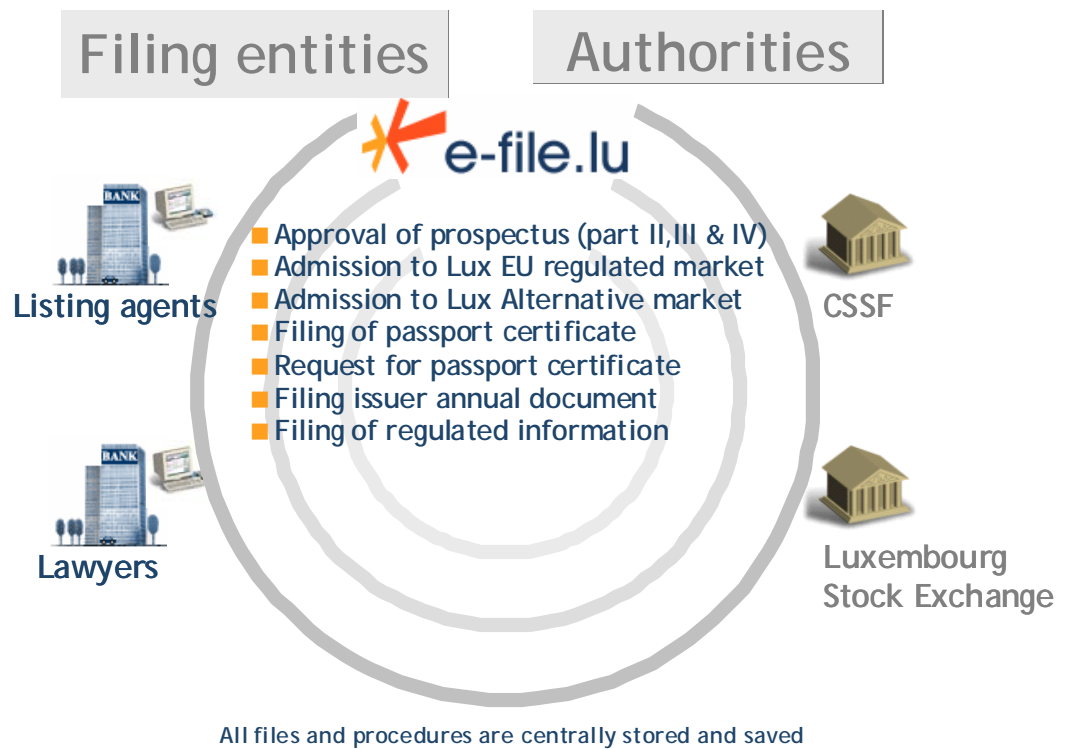 Filing entities
Authorities
e-file.lu
BANK
Listing agents
Approval of prospectus (part II,III & IV)
Admission to Lux EU regulated market
Admission to Lux Alternative market
Filing of passport certificate
Request for passport certificate
Filing issuer annual document
Filing of regulated information
CSSF
BANK
Lawyers
Luxembourg
Stock Exchange
All files and procedures are centrally stored and saved